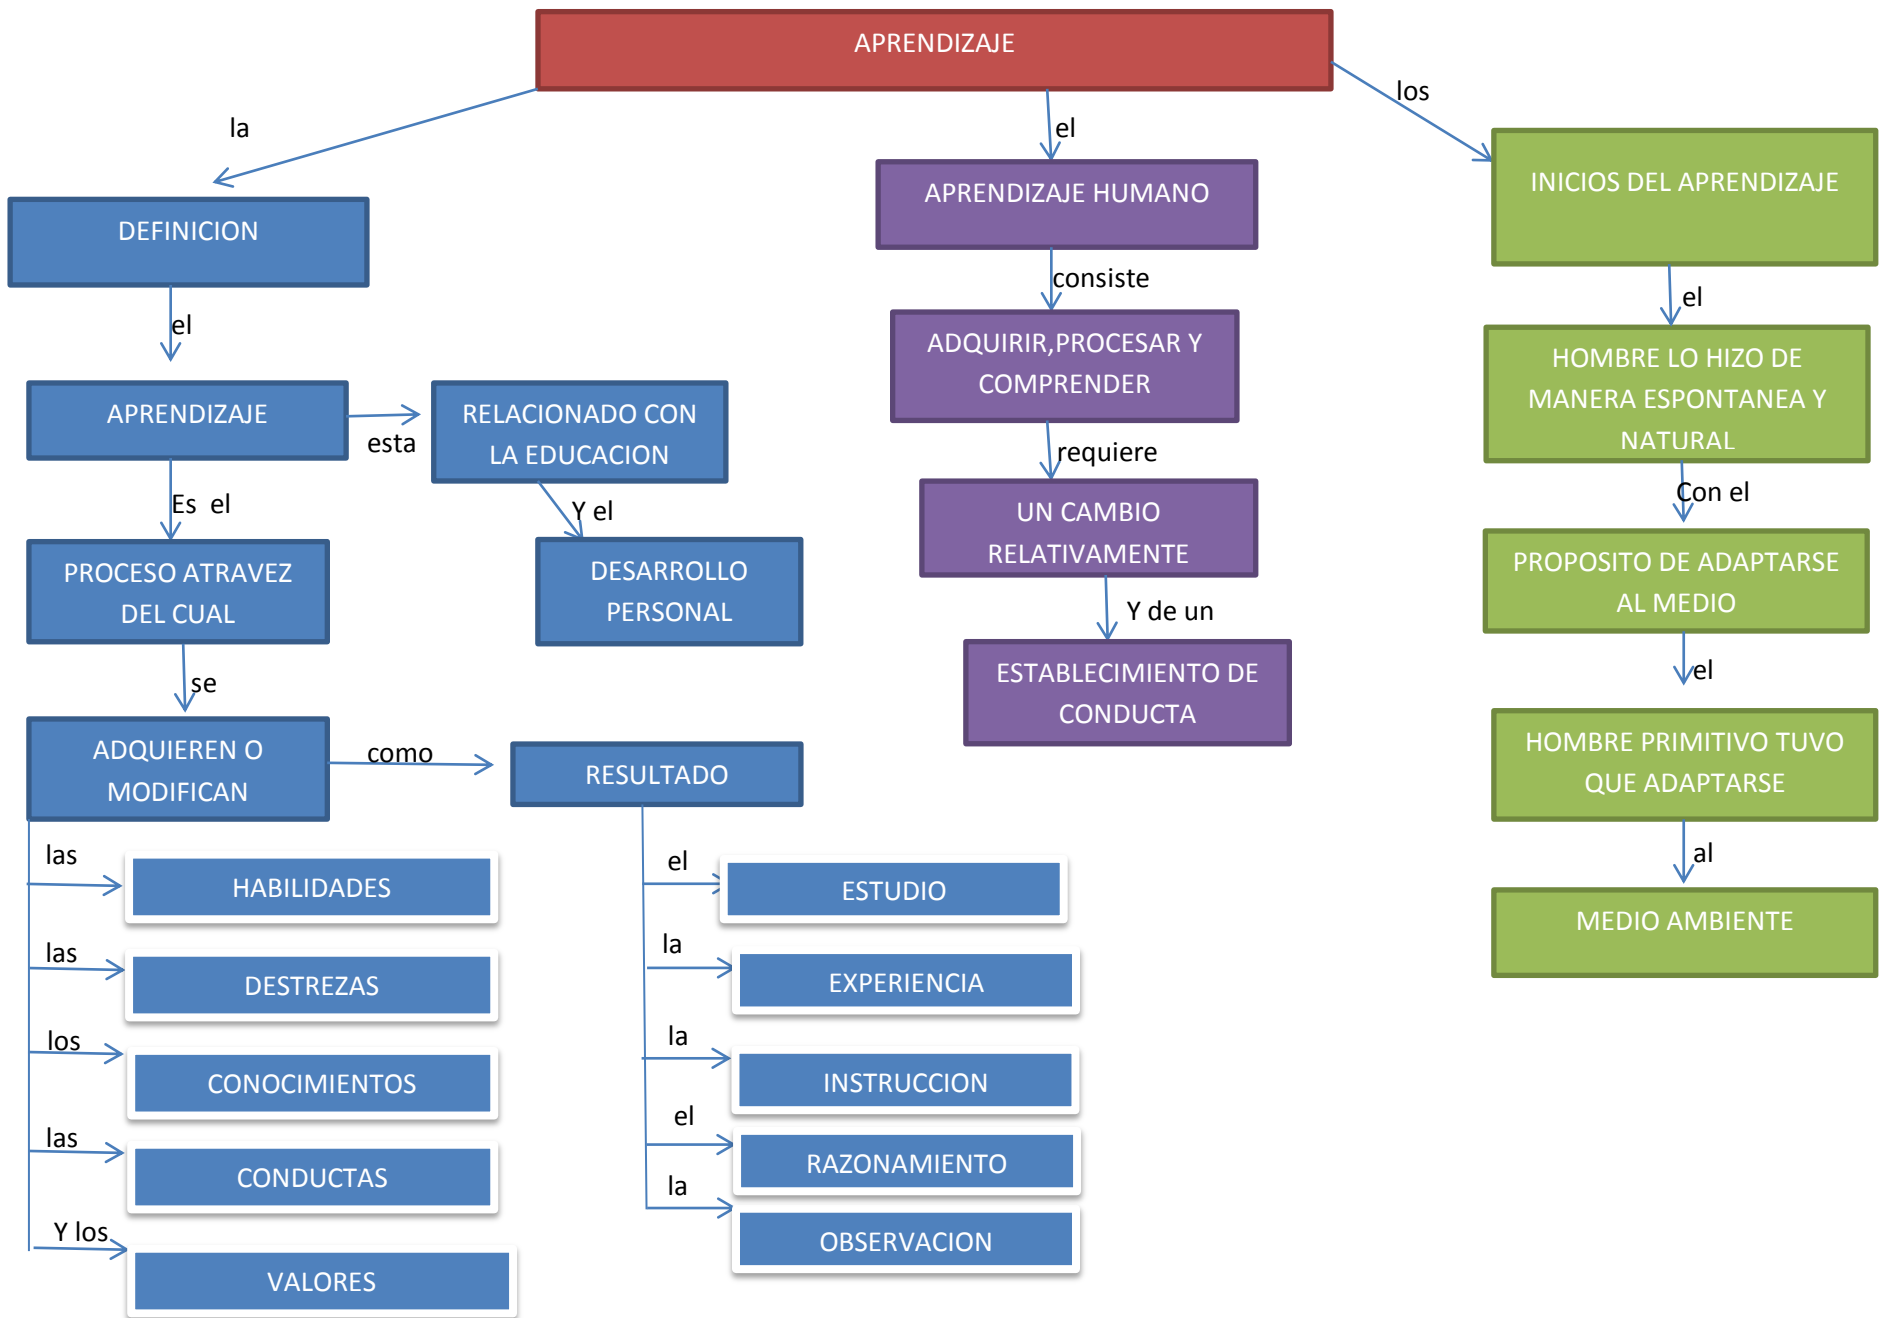 APRENDIZAJE
la
el
los
DEFINICION
el
APRENDIZAJE
esta
RELACIONADO CON
LA EDUCACION
Y el
DESARROLLO
PERSONAL
Es el
PROCESO ATRAVEZ
DEL CUAL
se
ADQUIEREN O
MODIFICAN
como
RESULTADO
las
HABILIDADES
las
DESTREZAS
los
CONOCIMIENTOS
las
CONDUCTAS
Y los
VALORES
el
ESTUDIO
la
EXPERIENCIA
la
INSTRUCCION
el
RAZONAMIENTO
la
OBSERVACION
APRENDIZAJE HUMANO
consiste
ADQUIRIR,PROCESAR Y
COMPRENDER
requiere
UN CAMBIO
RELATIVAMENTE
Y de un
ESTABLECIMIENTO DE
CONDUCTA
INICIOS DEL APRENDIZAJE
el
HOMBRE LO HIZO DE
MANERA ESPONTANEA Y
NATURAL
Con el
PROPOSITO DE ADAPTARSE
AL MEDIO
el
HOMBRE PRIMITIVO TUVO
QUE ADAPTARSE
al
MEDIO AMBIENTE